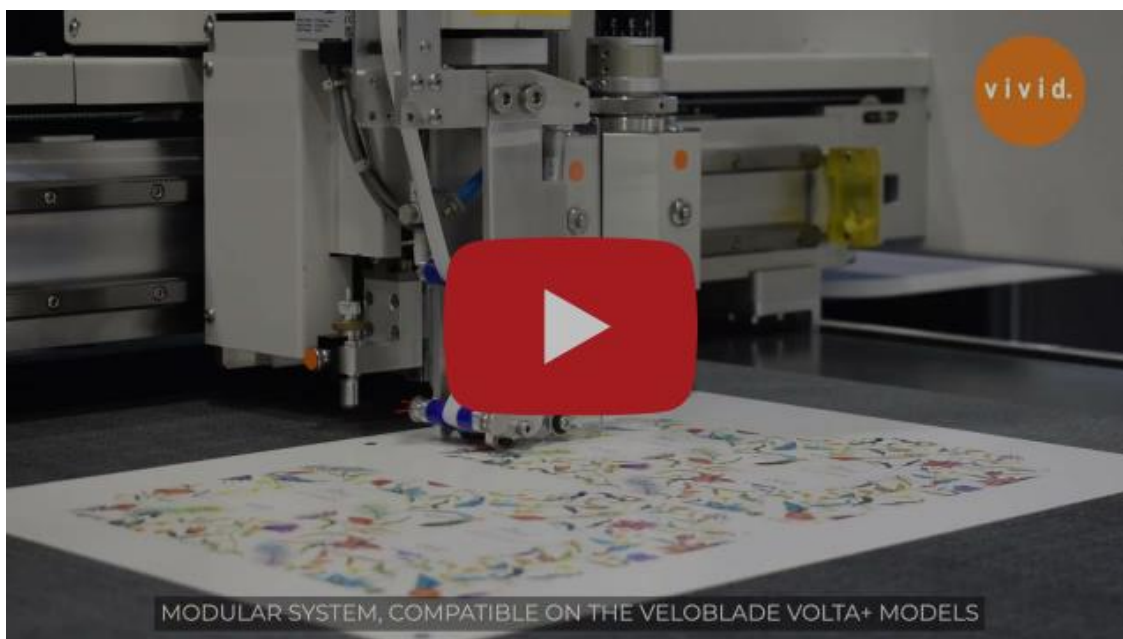 vivid.
MODULAR SYSTEM, COMPATIBLE ON THE VELOBLADE VOLTA+ MODELS